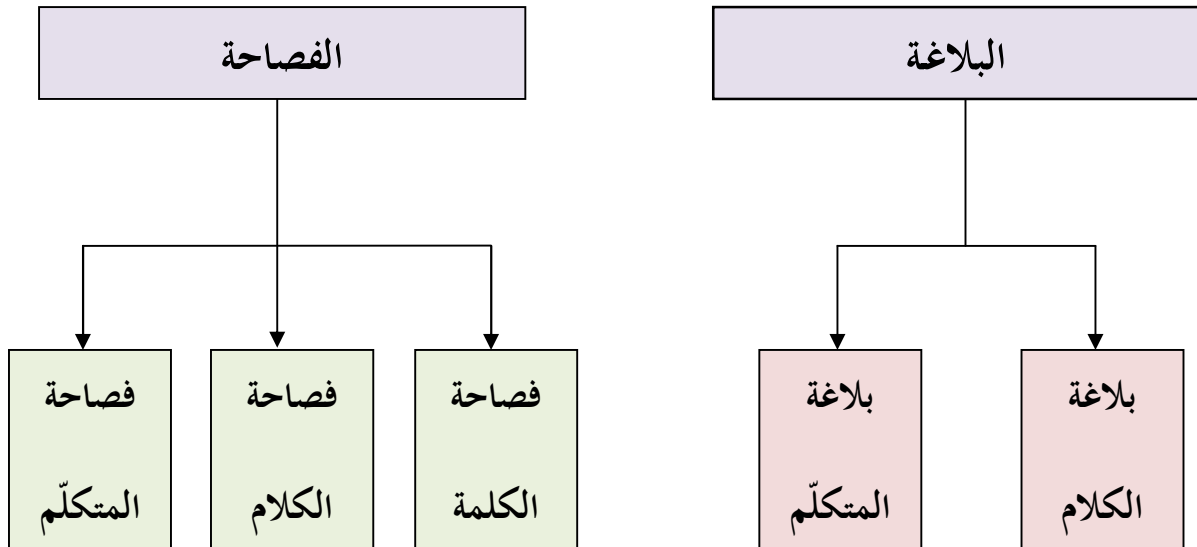 البلاغة
بلاغة
الكلام
بلاغة
المتكلّم
الفصاحة
فصاحة
الكلمة
فصاحة
الكلام
فصاحة
المتكلّم